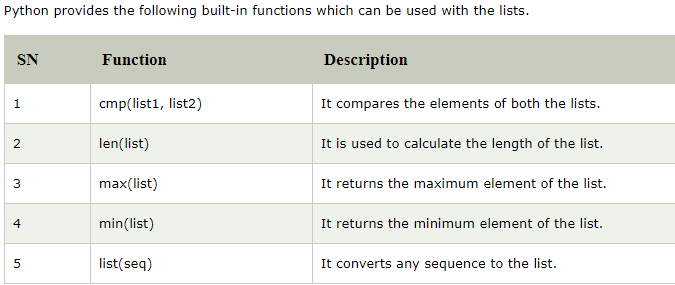 Python provides the following built-in functions which can be used with the lists.
SN Function Description
1 cmp(list1, list2) It compares the elements of both the lists.
2 len(list) It is used to calculate the length of the list.
3 max(list) It returns the maximum element of the list.
4 min(list) It returns the minimum element of the list.
5 list(seq) It converts any sequence to the list.